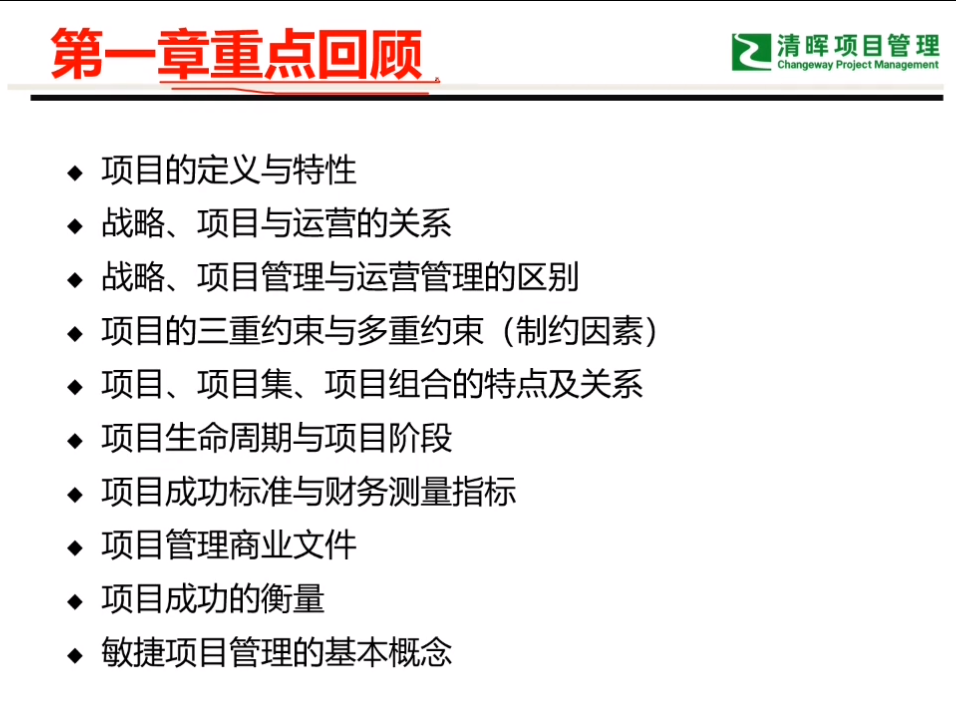 第一章重点回顾
清晖项目管理
Changeway Project Management
◆ 项目的定义与特性
◆ 战略、项目与运营的关系
◆ 战略、项目管理与运营管理的区别
◆ 项目的三重约束与多重约束（制约因素）
◆ 项目、项目集、项目组合的特点及关系
◆ 项目生命周期与项目阶段
◆ 项目成功标准与财务测量指标
◆ 项目管理商业文件
◆ 项目成功的衡量
◆ 敏捷项目管理的基本概念